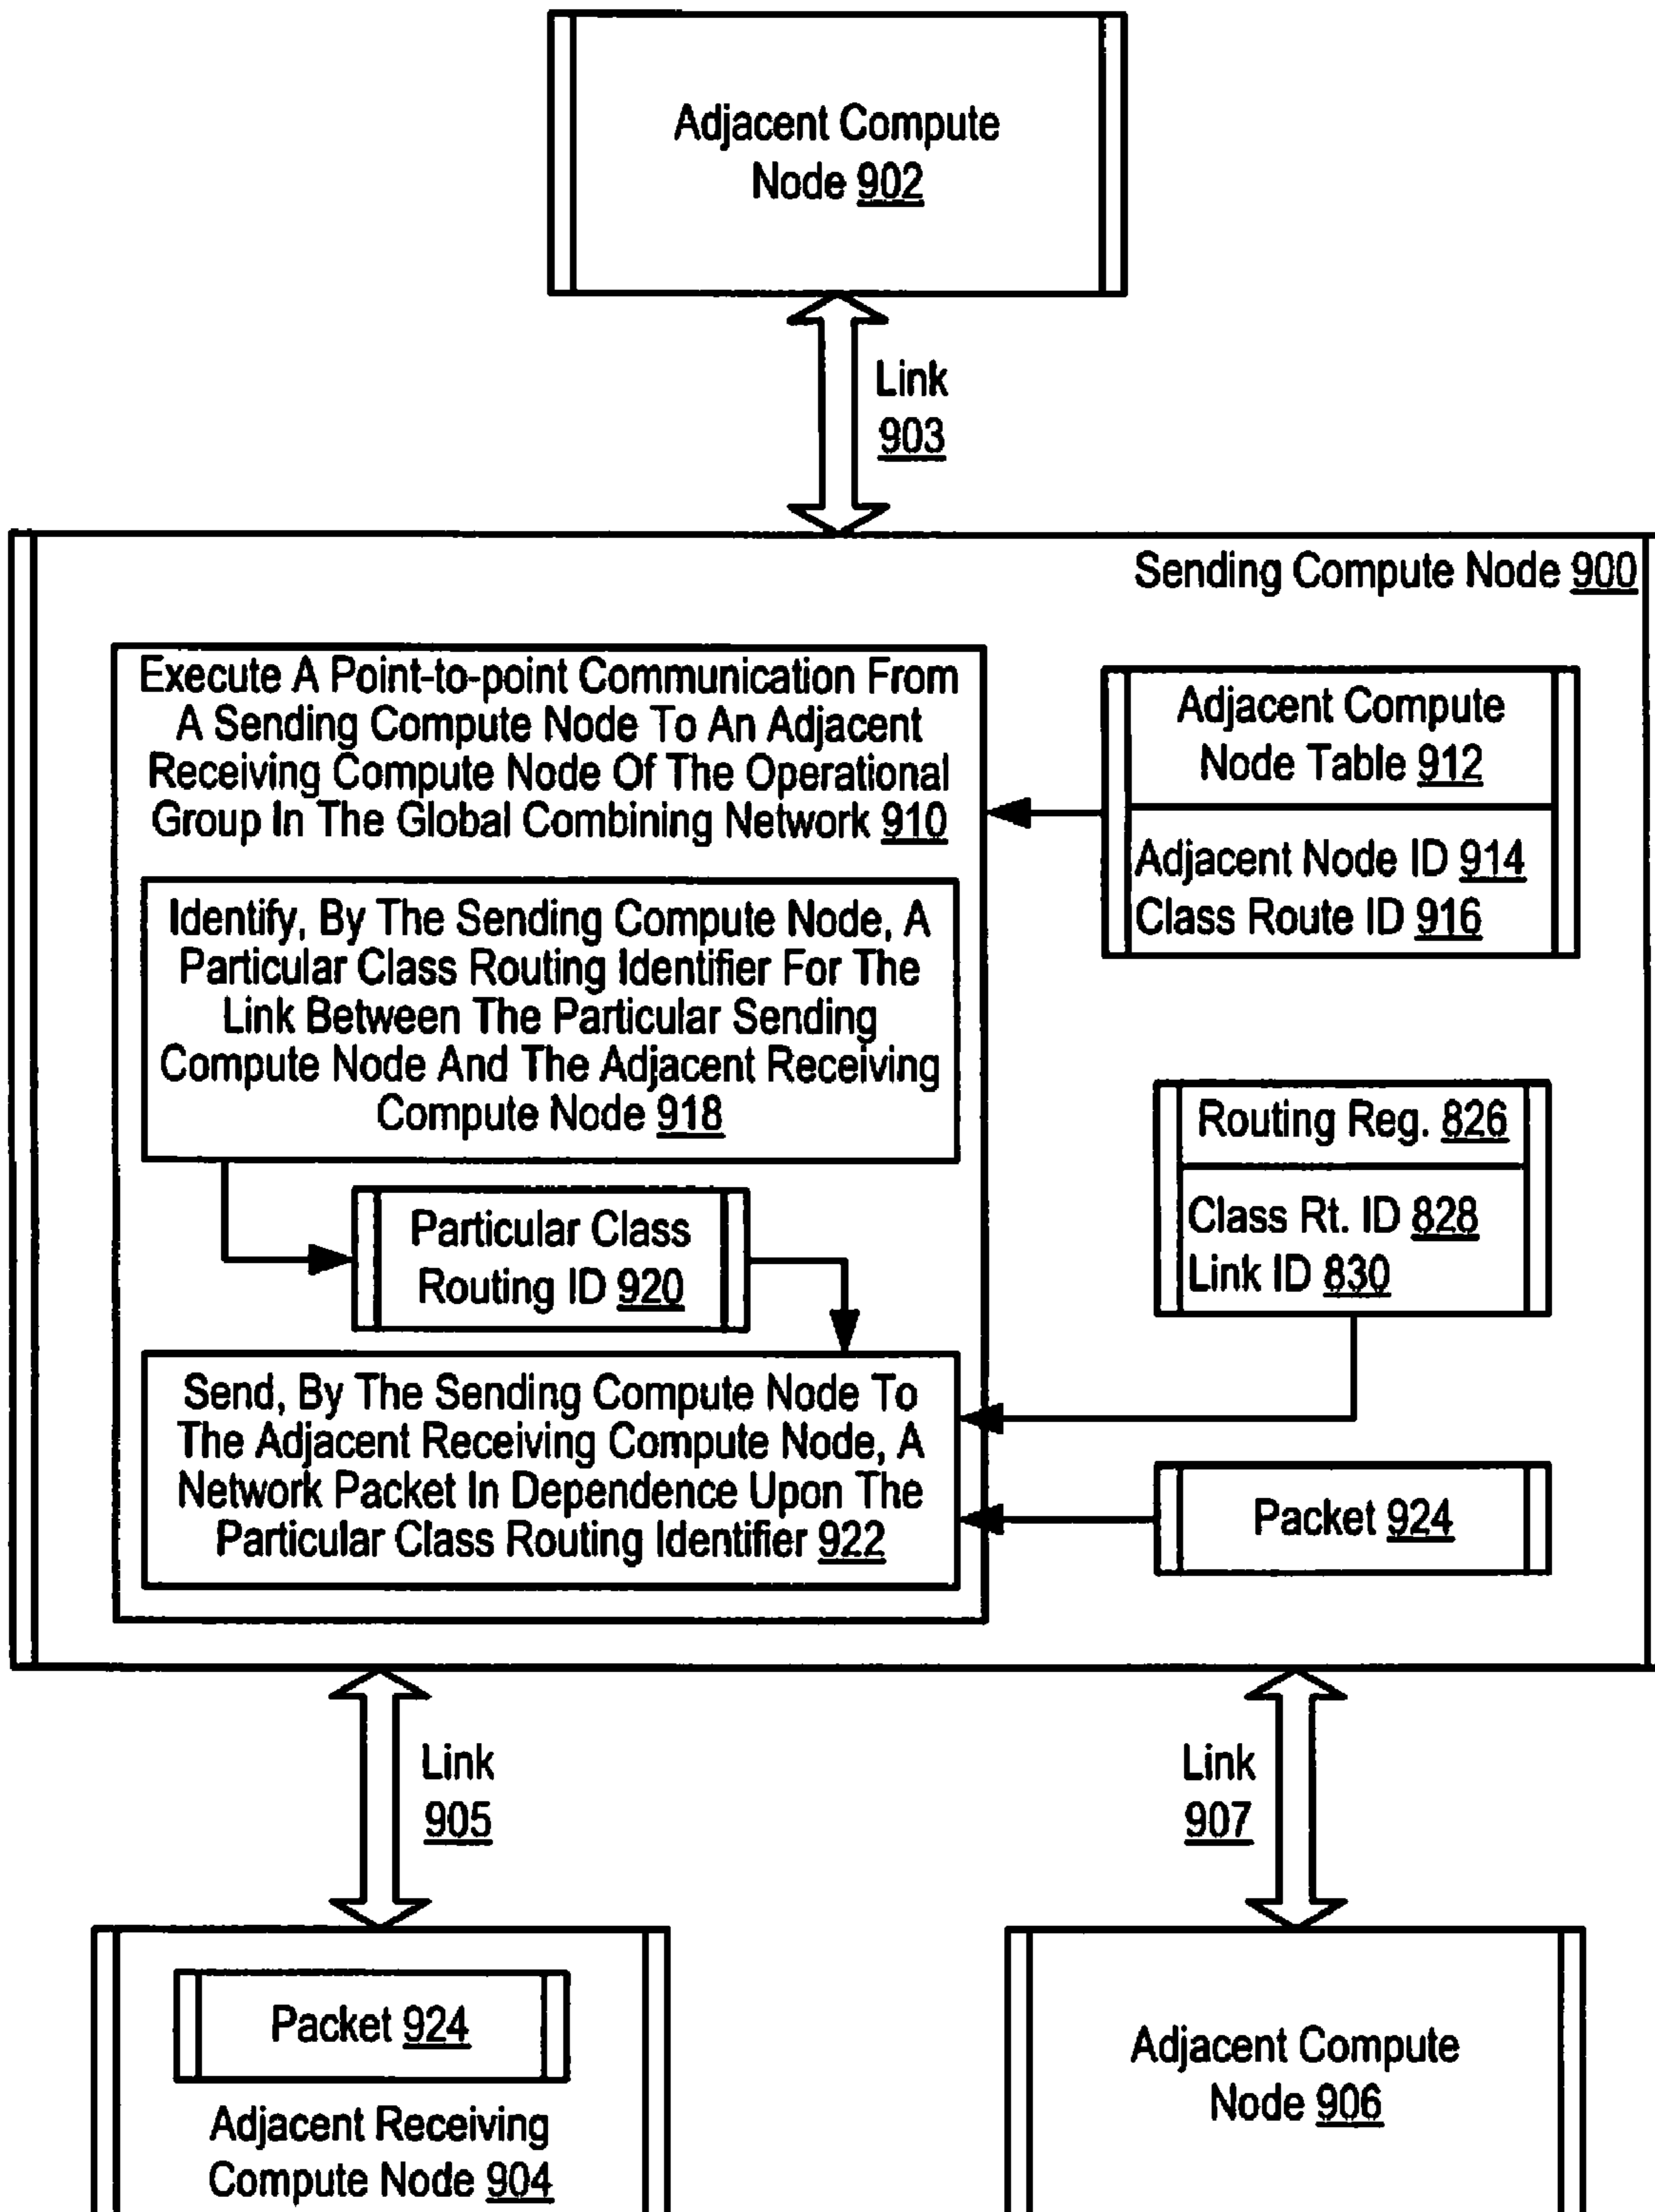 Adjacent Compute
Node 902
Link
903
Sending Compute Node 900
Execute A Point-to-point Communication From
A Sending Compute Node To An Adjacent
Receiving Compute Node Of The Operational
Group In The Global Combining Network 910
Adjacent Compute
Node Table 912
Adjacent Node ID 914
Class Route ID 916
Identify, By The Sending Compute Node, A
Particular Class Routing Identifier For The
Link Between The Particular Sending
Compute Node And The Adjacent Receiving
Compute Node 918
Routing Reg. 826
Class Rt. ID 828
Link ID 830
Particular Class
Routing ID 920
Send, By The Sending Compute Node To
The Adjacent Receiving Compute Node, A
Network Packet In Dependence Upon The
Particular Class Routing Identifier 922
Packet 924
Link
905
Link
907
Packet 924
Adjacent Receiving
Compute Node 904
Adjacent Compute
Node 906